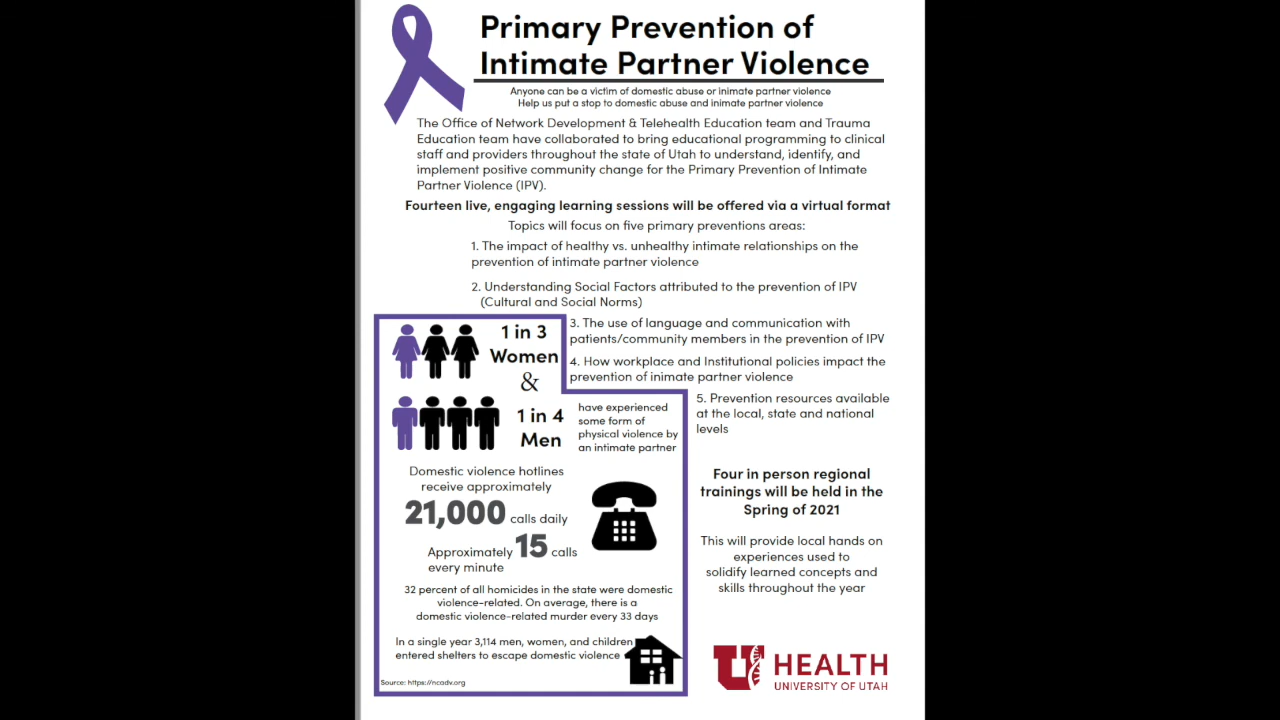 Primary Prevention of
Intimate Partner Violence
Anyone can be a victim of domestic abuse or inimate partner violence
Help us put a stop to domestic abuse and inimate partner violence
The Office of Network Development & Telehealth Education team and Trauma
Education team have collaborated to bring educational programming to clinical
staff and providers throughout the state of Utah to understand, identify, and
implement positive community change for the Primary Prevention of Intimate
Partner Violence (IPV).
Fourteen live, engaging learning sessions will be offered via a virtual format
Topics will focus on five primary preventions areas:
1. The impact of healthy vs. unhealthy intimate relationships on the
prevention of intimate partner violence
2. Understanding Social Factors attributed to the prevention of IPV
(Cultural and Social Norms)
3. The use of language and communication with
patients/community members in the prevention of IPV
4. How workplace and Institutional policies impact the
prevention of inimate partner violence
5. Prevention resources available
at the local, state and national
levels
1 in 3
Women
&
1 in 4
Men
have experienced
some form of
physical violence by
an intimate partner
Domestic violence hotlines
receive approximately
21,000 calls daily
Approximately 15 calls
every minute
32 percent of all homicides in the state were domestic
violence-related. On average, there is a
domestic violence-related murder every 33 days
In a single year 3,114 men, women, and children
entered shelters to escape domestic violence
Source: https://ncadv.org
Four in person regional
trainings will be held in the
Spring of 2021
This will provide local hands on
experiences used to
solidify learned concepts and
skills throughout the year
U HEALTH
UNIVERSITY OF UTAH